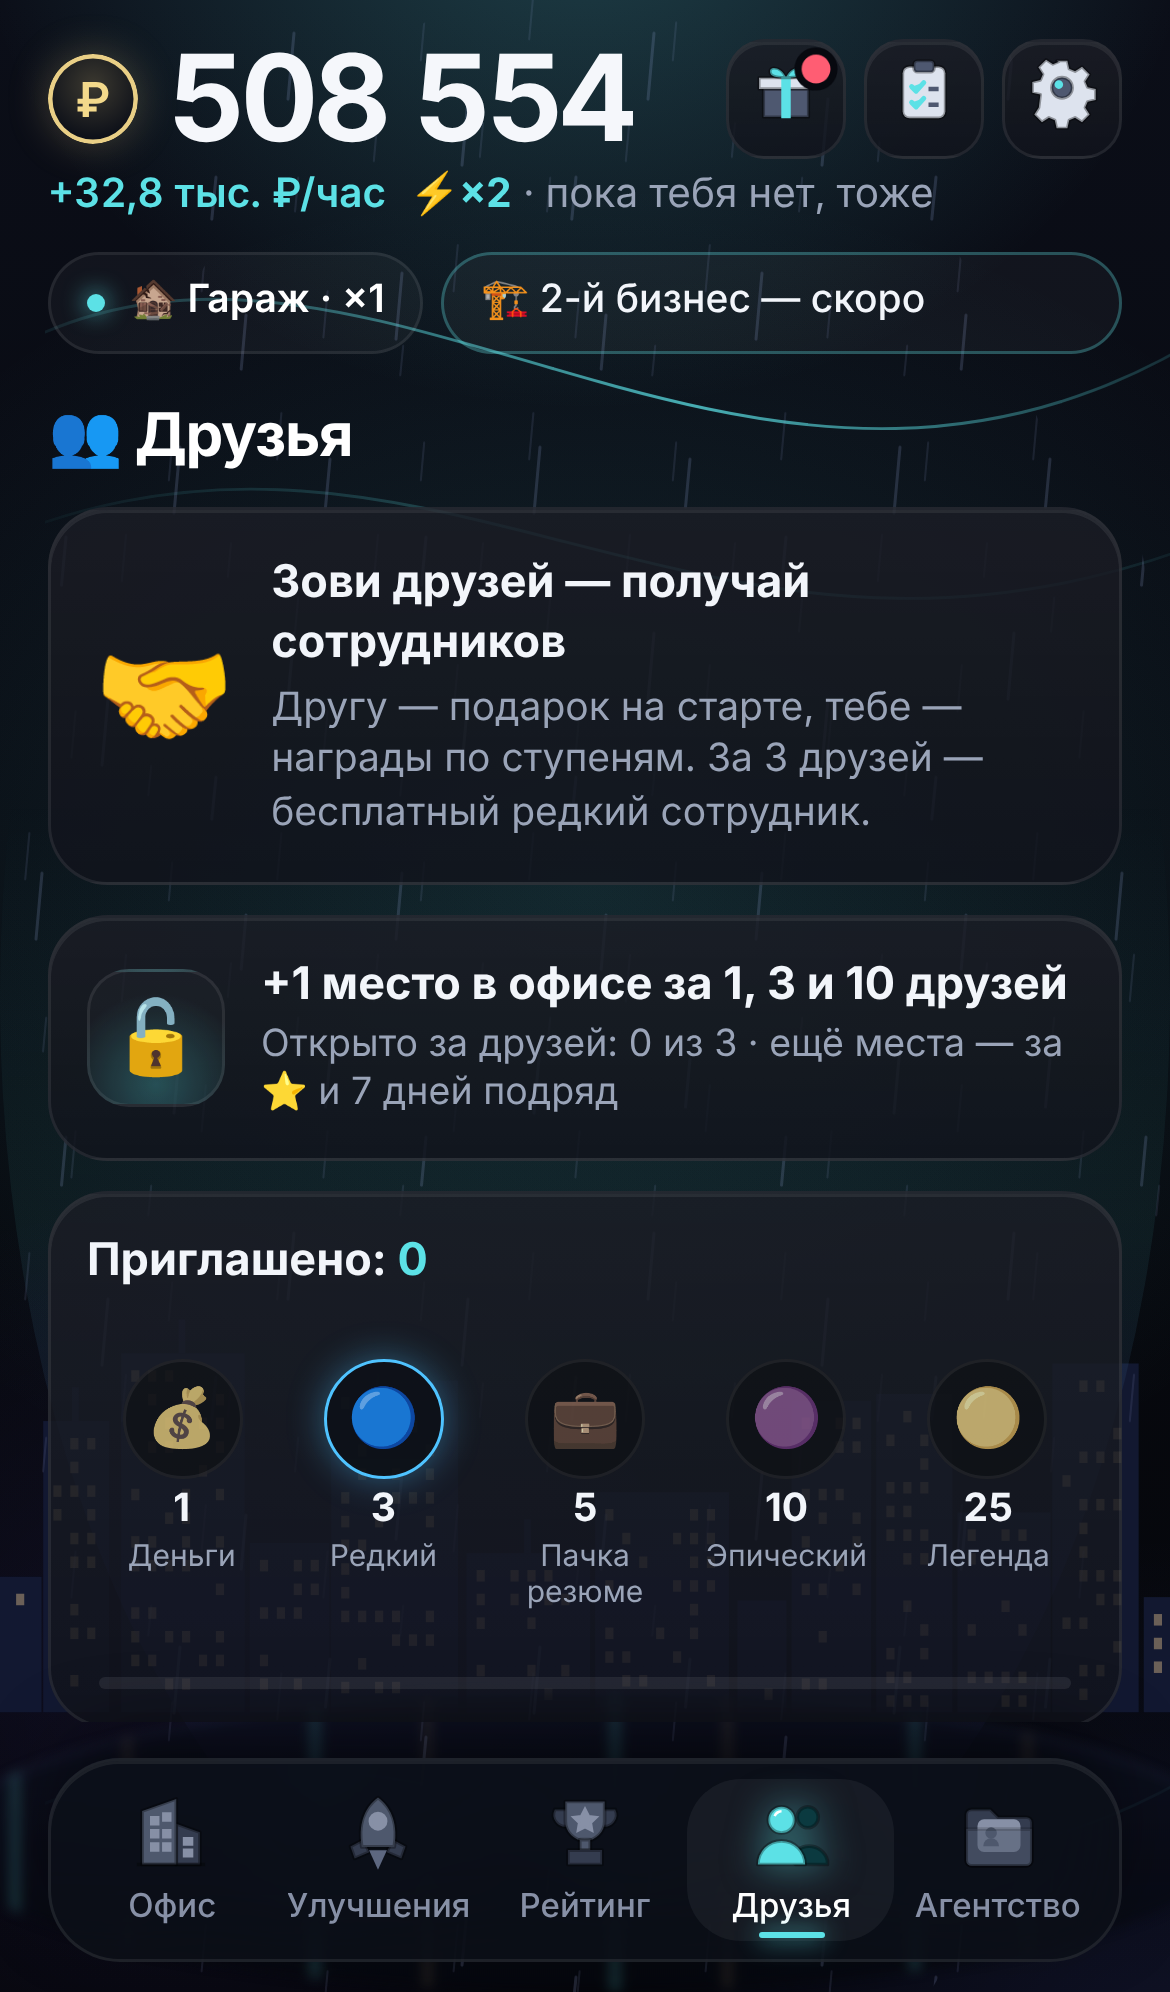 ₽ 508 554
+32,8 тыс. ₽/час ⚡×2 · пока тебя нет, тоже
Гараж · ×1
2-й бизнес — скоро
Друзья
Зови друзей — получай
сотрудников
Другу — подарок на старте, тебе —
награды по ступеням. За 3 друзей —
бесплатный редкий сотрудник.
+1 место в офисе за 1, 3 и 10 друзей
Открыто за друзей: 0 из 3 · ещё места — за
⭐ и 7 дней подряд
Приглашено: 0
1 3 5 10 25
Деньги Редкий Пачка Эпический Легенда
резюме
Офис Улучшения Рейтинг Друзья Агентство